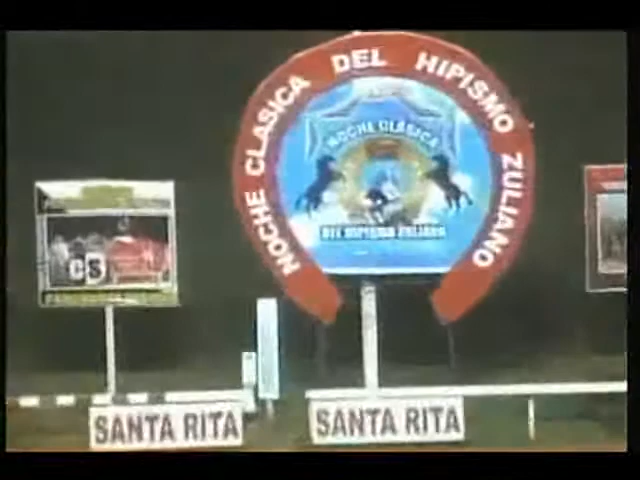 NOCHE CLASICA DEL HIPISMO ZULIANO
NOCHE CLASICA
DEL HIPISMO ZULIANO
CS
SANTA RITA
SANTA RITA